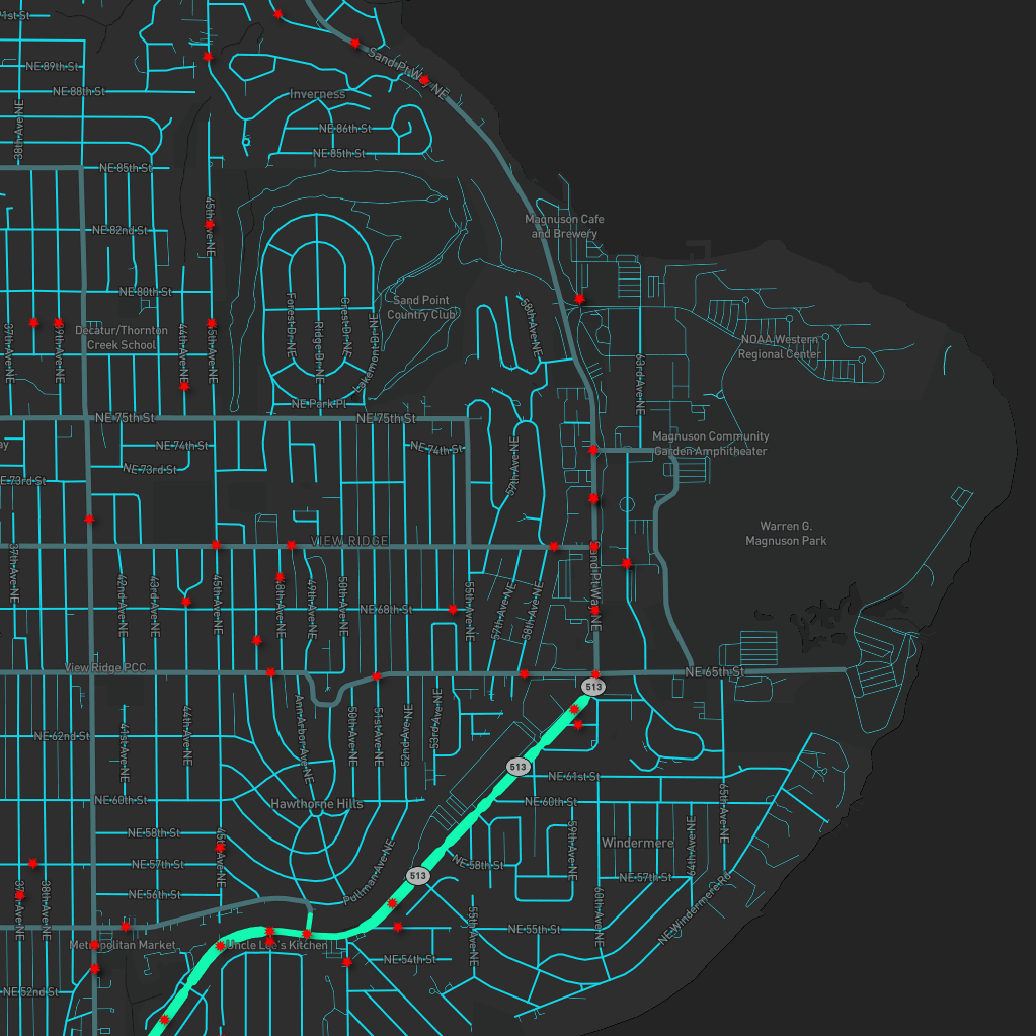 91st St
NE 89th St
Sand Pt Way NE
NE 88th St
Inverness
38th Ave NE
NE 86th St
NE 85th St
NE 85th St
45th Ave NE
Magnuson Cafe
and Brewery
NE 82nd St
NE 80th St
Forest Dr NE
Ridge Dr NE
Crest Dr NE
Sand Point
Country Club
58th Ave NE
37th Ave NE
39th Ave NE
Decatur/Thornton
Creek School
44th Ave NE
45th Ave NE
NOAA Western
Regional Center
63rd Ave NE
NE Park Pl
NE 75th St
NE 75th St
NE 74th St
NE 74th St
NE 73rd St
NE 73rd St
57th Ave NE
Magnuson Community
Garden Amphitheater
Warren G.
Magnuson Park
VIEW RIDGE
37th Ave NE
42nd Ave NE
43rd Ave NE
45th Ave NE
48th Ave NE
49th Ave NE
50th Ave NE
NE 68th St
55th Ave NE
57th Ave NE
58th Ave NE
Sand Pt Way NE
View Ridge PCC
NE 65th St
513
Ann Arbor Ave NE
50th Ave NE
51st Ave NE
52nd Ave NE
53rd Ave NE
NE 62nd St
41st Ave NE
44th Ave NE
513
NE 61st St
NE 60th St
Hawthorne Hills
NE 60th St
65th Ave NE
NE 58th St
45th Ave NE
59th Ave NE
Windermere
64th Ave NE
NE 57th St
Puttman Ave NE
NE 58th St
513
NE 57th St
NE 56th St
37th Ave NE
38th Ave NE
NE Windermere Rd
60th Ave NE
55th Ave NE
NE 55th St
Metropolitan Market
Uncle Lee's Kitchen
NE 54th St
NE 52nd St